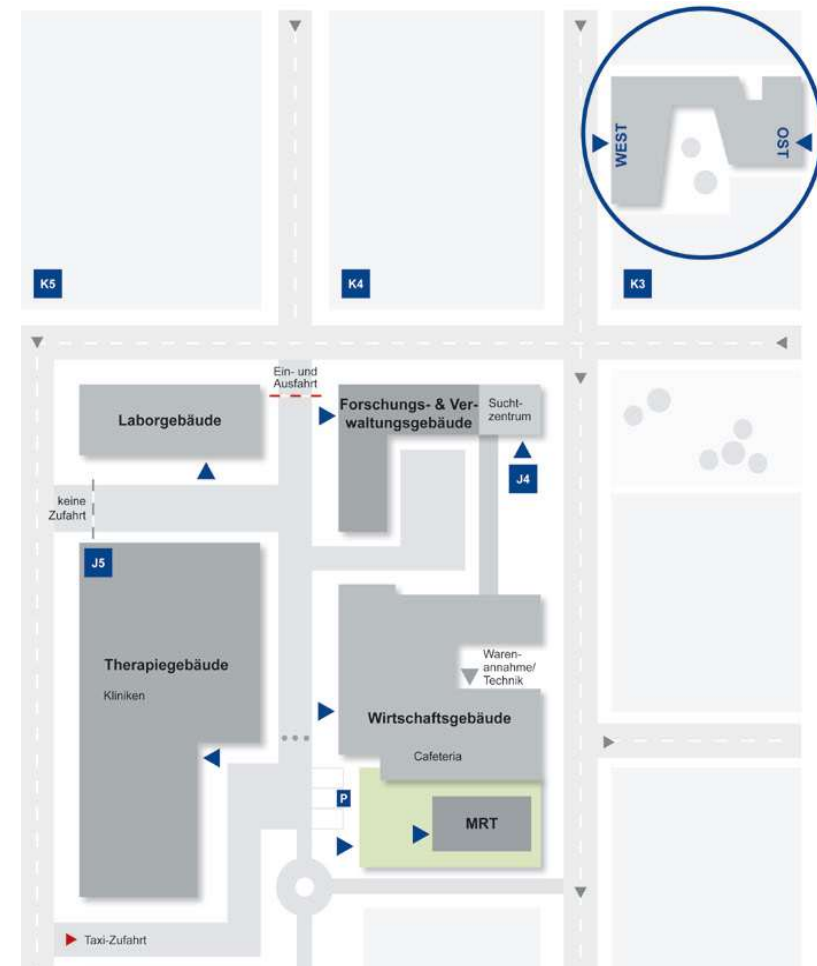 WEST
OST
K5
K4
K3
Ein- und
Ausfahrt
Laborgebäude
Forschungs- & Ver-
waltungsgebäude
Sucht-
zentrum
J4
keine
Zufahrt
J5
Therapiegebäude
Kliniken
Waren-
annahme/
Technik
Wirtschaftsgebäude
Cafeteria
P
MRT
Taxi-Zufahrt